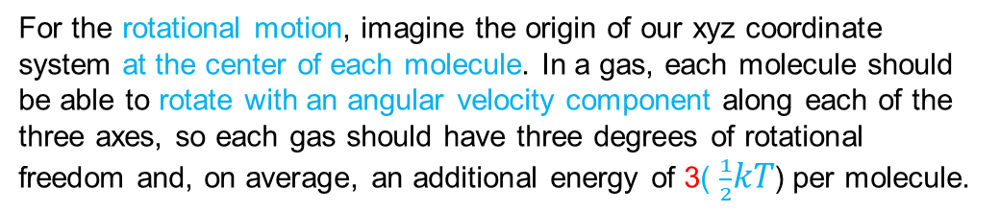 For the rotational motion, imagine the origin of our xyz coordinate
system at the center of each molecule. In a gas, each molecule should
be able to rotate with an angular velocity component along each of the
three axes, so each gas should have three degrees of rotational
freedom and, on average, an additional energy of 3( ½kT) per molecule.